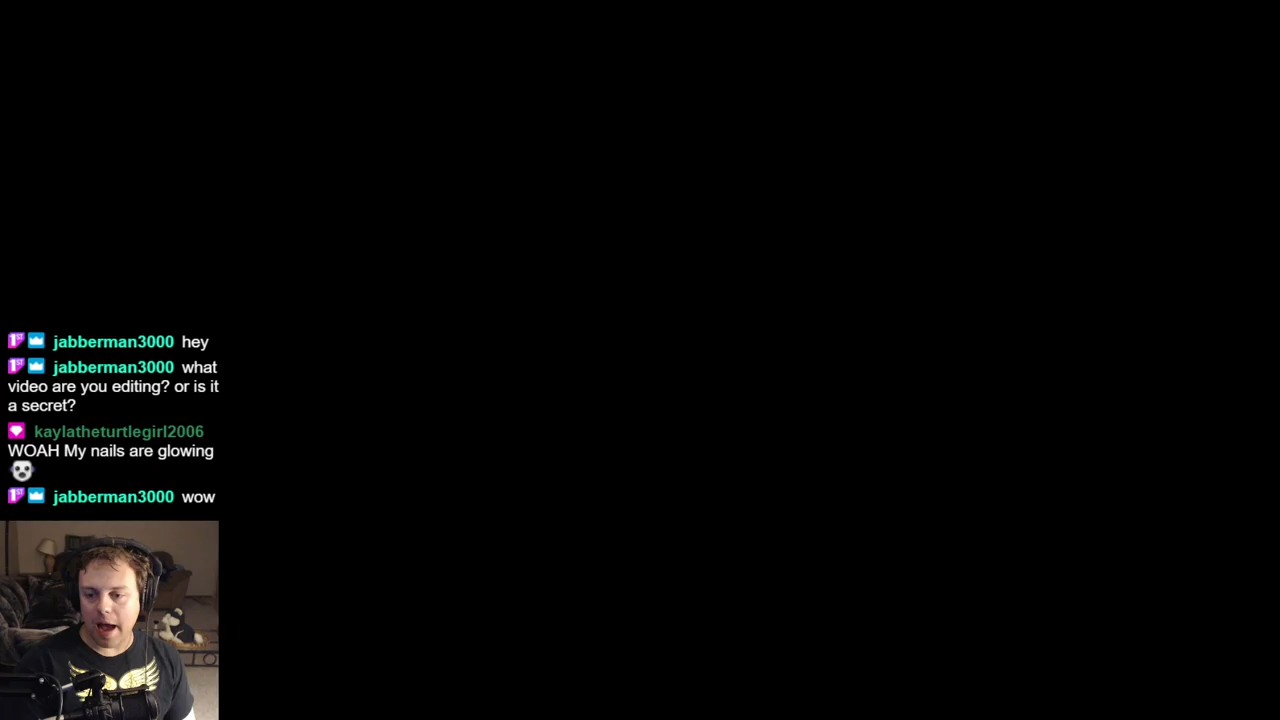 jabberman3000 hey
jabberman3000 what
video are you editing? or is it
a secret?
kaylatheturtlegirl2006
WOAH My nails are glowing
jabberman3000 wow